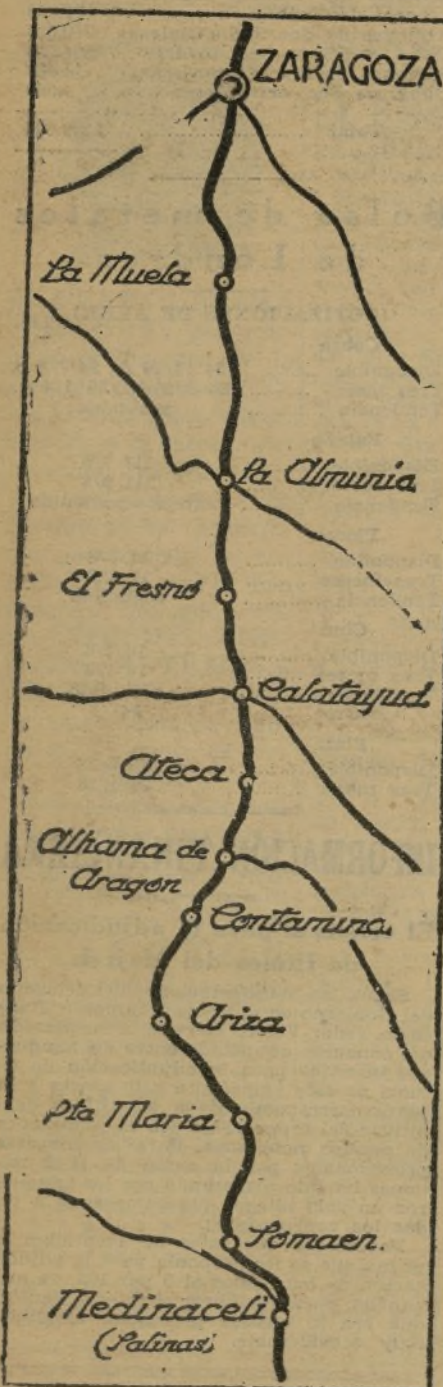 ZARAGOZA
La Muela
La Almunia
El Fresno
Calatayud
Ateca
Alhama de
Aragon
Contamina
Ariza
Sta Maria
Somaen.
Medinaceli
(Salinas)